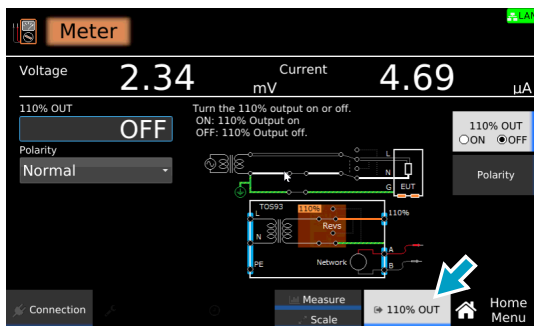 LAN
Meter
Voltage 2.34 mV Current 4.69 µA
110% OUT
OFF
Polarity
Normal
Turn the 110% output on or off.
ON: 110% Output on
OFF: 110% Output off.
110% OUT
ON OFF
Polarity
L
N
G EUT
TOS93 110% 110%
L
Revs
N
A
PE Network B
Connection
Measure
Scale
110% OUT
Home
Menu